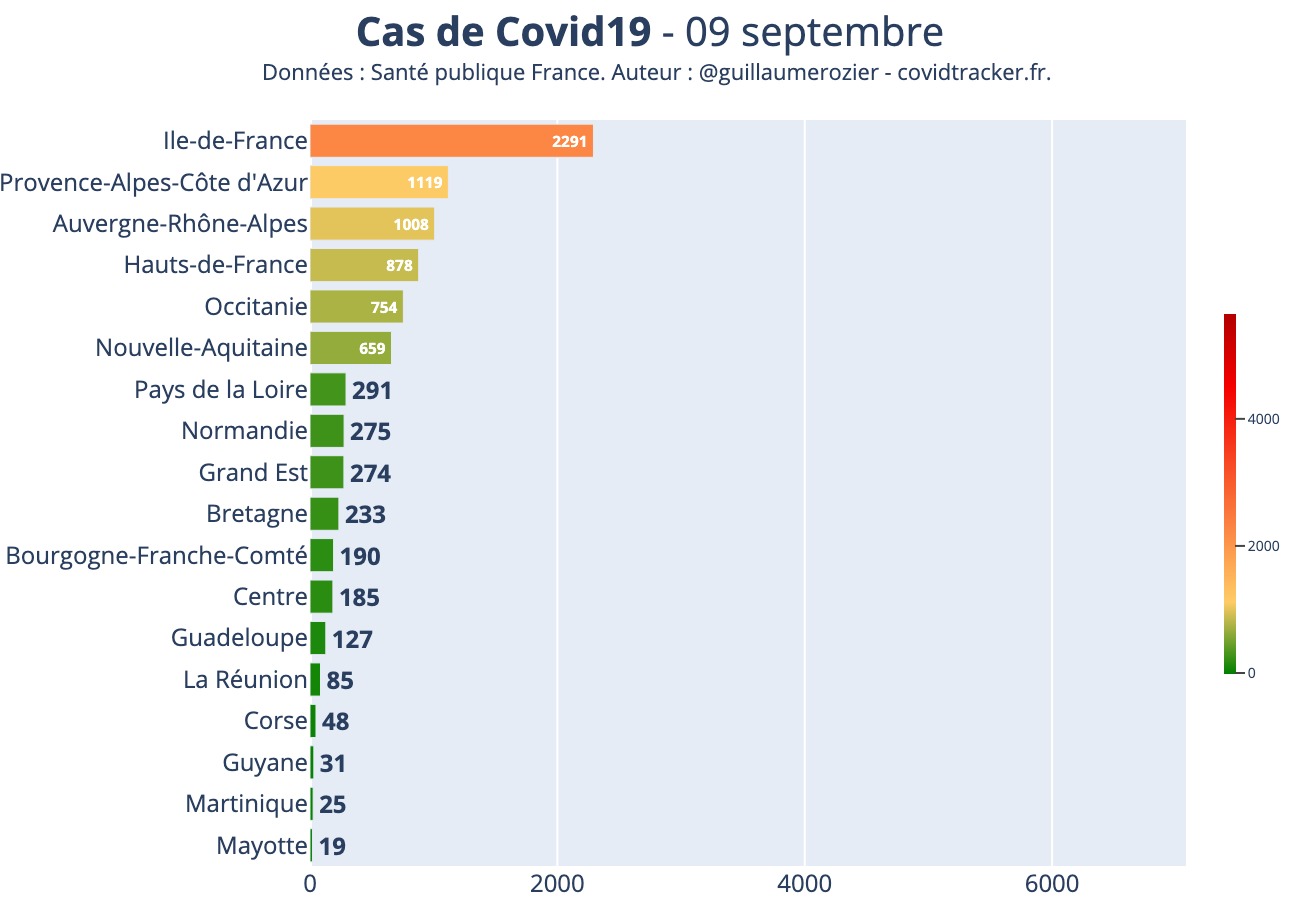 Cas de Covid19 - 09 septembre
Données : Santé publique France. Auteur : @guillaumerozier - covidtracker.fr.
Ile-de-France 2291
Provence-Alpes-Côte d'Azur 1119
Auvergne-Rhône-Alpes 1008
Hauts-de-France 878
Occitanie 754
Nouvelle-Aquitaine 659
Pays de la Loire 291
Normandie 275
Grand Est 274
Bretagne 233
Bourgogne-Franche-Comté 190
Centre 185
Guadeloupe 127
La Réunion 85
Corse 48
Guyane 31
Martinique 25
Mayotte 19
0 2000 4000 6000
4000
2000
0